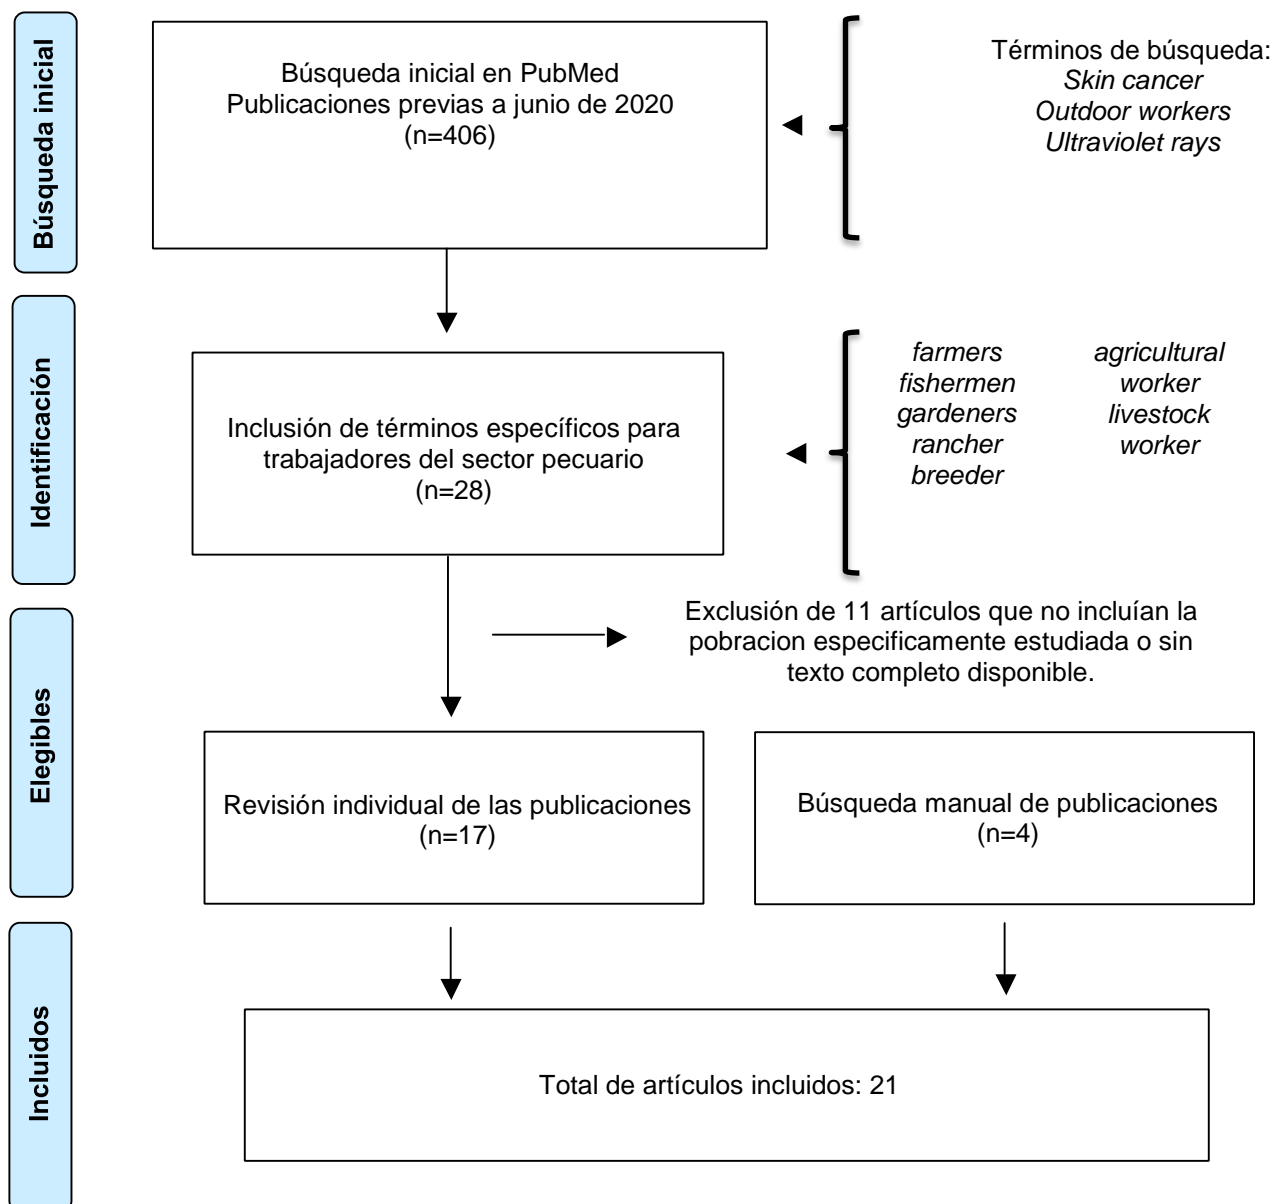 Búsqueda inicial
Búsqueda inicial en PubMed
Publicaciones previas a junio de 2020
(n=406)
Términos de búsqueda:
Skin cancer
Outdoor workers
Ultraviolet rays
Identificación
Inclusión de términos específicos para
trabajadores del sector pecuario
(n=28)
farmers
fishermen
gardeners
rancher
breeder
agricultural
worker
livestock
worker
Exclusión de 11 artículos que no incluían la
pobracion especificamente estudiada o sin
texto completo disponible.
Elegibles
Revisión individual de las publicaciones
(n=17)
Búsqueda manual de publicaciones
(n=4)
Incluidos
Total de artículos incluidos: 21